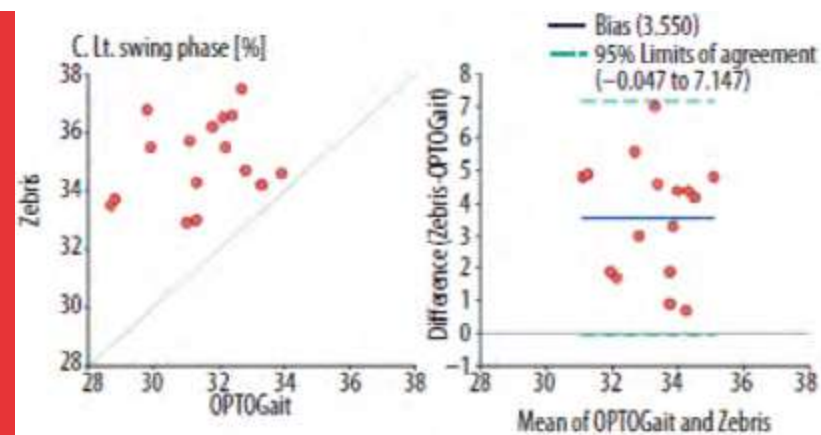 C. Lt. swing phase [%]
38
36
34
32
30
28
Zebris
28 30 32 34 36 38
OPTOGait
Bias (3.550)
95% Limits of agreement
(−0.047 to 7.147)
8
7
6
5
4
3
2
1
0
−1
Difference (Zebris-OPTOGait)
28 30 32 34 36 38
Mean of OPTOGait and Zebris